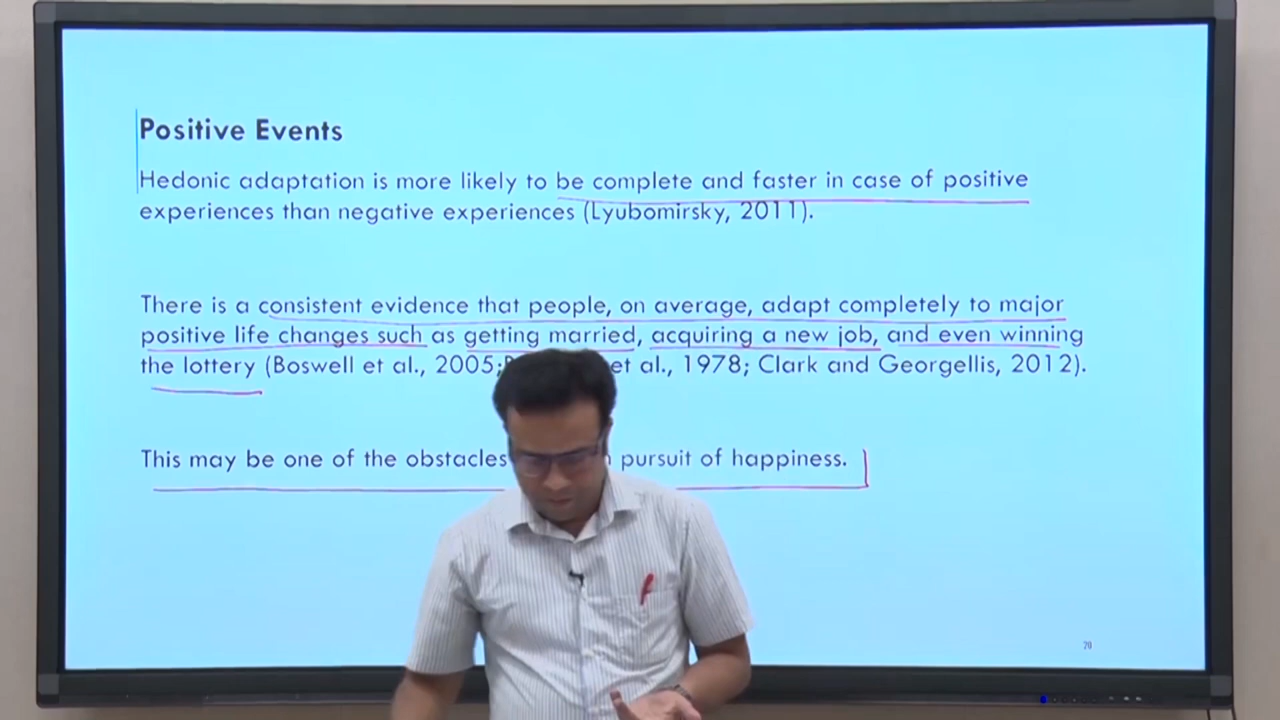 Positive Events
Hedonic adaptation is more likely to be complete and faster in case of positive
experiences than negative experiences (Lyubomirsky, 2011).
There is a consistent evidence that people, on average, adapt completely to major
positive life changes such as getting married, acquiring a new job, and even winning
the lottery (Boswell et al., 2005; et al., 1978; Clark and Georgellis, 2012).
This may be one of the obstacles pursuit of happiness.
20